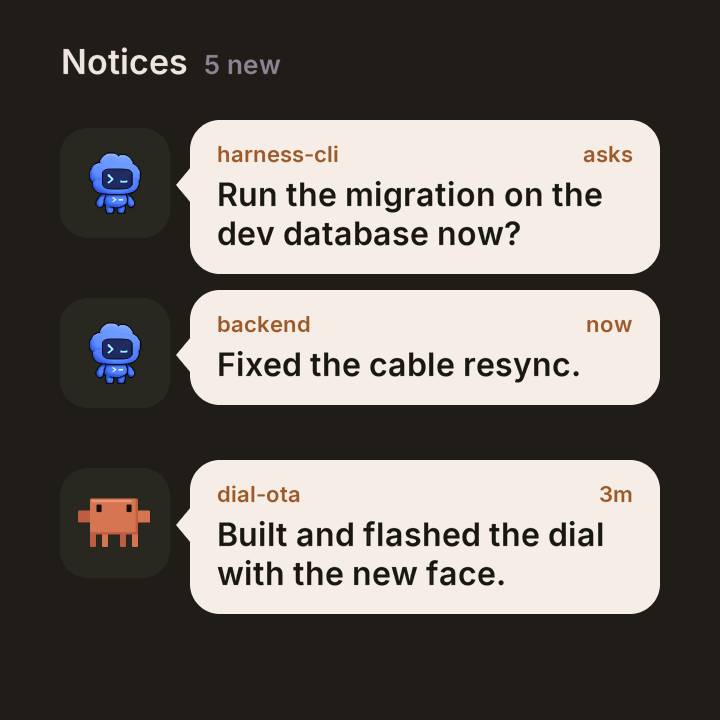 Notices 5 new
harness-cli asks
Run the migration on the
dev database now?
backend now
Fixed the cable resync.
dial-ota 3m
Built and flashed the dial
with the new face.